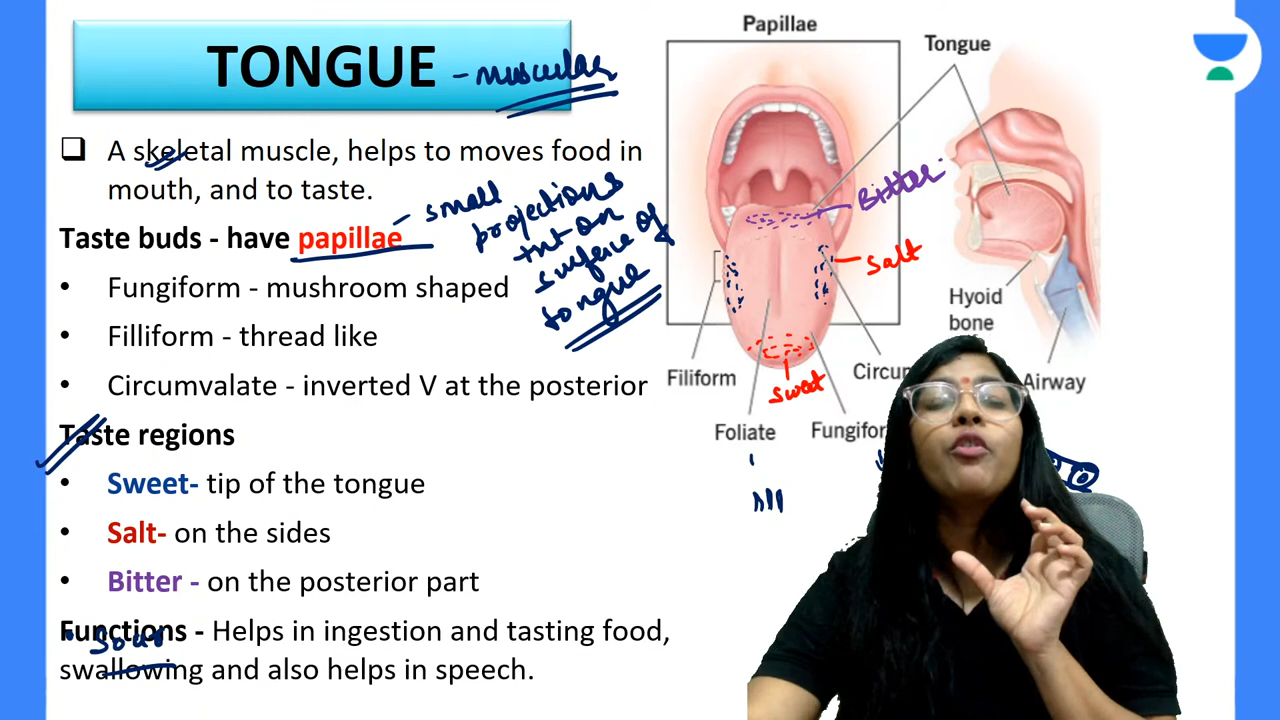 TONGUE - muscular
❑ A skeletal muscle, helps to moves food in
mouth, and to taste.
Taste buds - have papillae
- small
projections
tht on
surface of
tongue
• Fungiform - mushroom shaped
• Filliform - thread like
• Circumvalate - inverted V at the posterior
Taste regions
• Sweet- tip of the tongue
• Salt- on the sides
• Bitter - on the posterior part
• Sour
Functions - Helps in ingestion and tasting food,
swallowing and also helps in speech.
Papillae
Tongue
Bitter
Salt
Sweet
Hyoid
bone
Airway
Filiform
Circum
Foliate
Fungifor